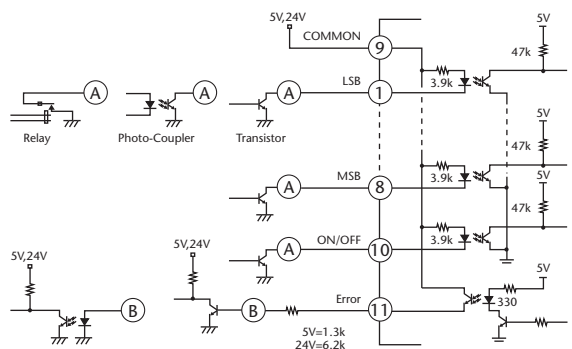 5V,24V
COMMON
9
5V
47k
A
A
A
LSB
1
3.9k
Relay
Photo-Coupler
Transistor
5V
47k
A
MSB
8
3.9k
5V
47k
A
ON/OFF
10
3.9k
5V,24V
5V,24V
5V
B
B
Error
11
330
5V=1.3k
24V=6.2k